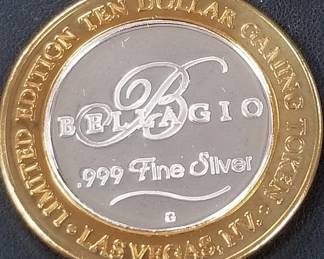 LIMITED EDITION TEN DOLLAR GAMING TOKEN
B
BELLAGIO
.999 Fine Silver
G
• LAS VEGAS, NV. •